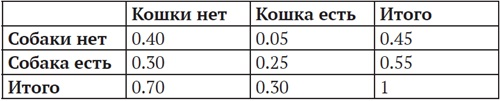 Кошки нет Кошка есть Итого
Собаки нет 0.40 0.05 0.45
Собака есть 0.30 0.25 0.55
Итого 0.70 0.30 1